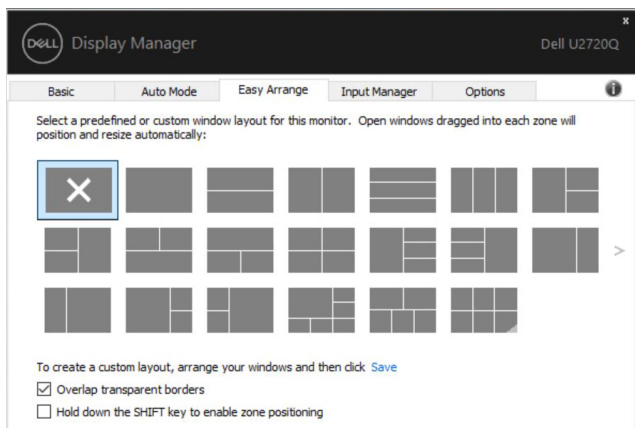 x
DELL Display Manager
Dell U2720Q
Basic Auto Mode Easy Arrange Input Manager Options i
Select a predefined or custom window layout for this monitor. Open windows dragged into each zone will
position and resize automatically:
>
To create a custom layout, arrange your windows and then click Save
Overlap transparent borders
Hold down the SHIFT key to enable zone positioning